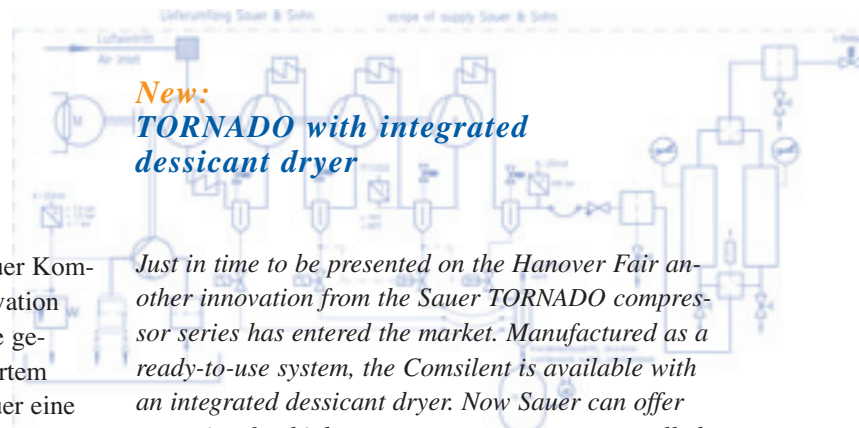 Lieferumfang Sauer & Sohn
scope of supply Sauer & Sohn
Lufteintritt
Air inlet
M
New:
TORNADO with integrated
dessicant dryer
uer Kom-
vation
e ge-
rtem
uer eine
Just in time to be presented on the Hanover Fair an-
other innovation from the Sauer TORNADO compres-
sor series has entered the market. Manufactured as a
ready-to-use system, the Comsilent is available with
an integrated dessicant dryer. Now Sauer can offer